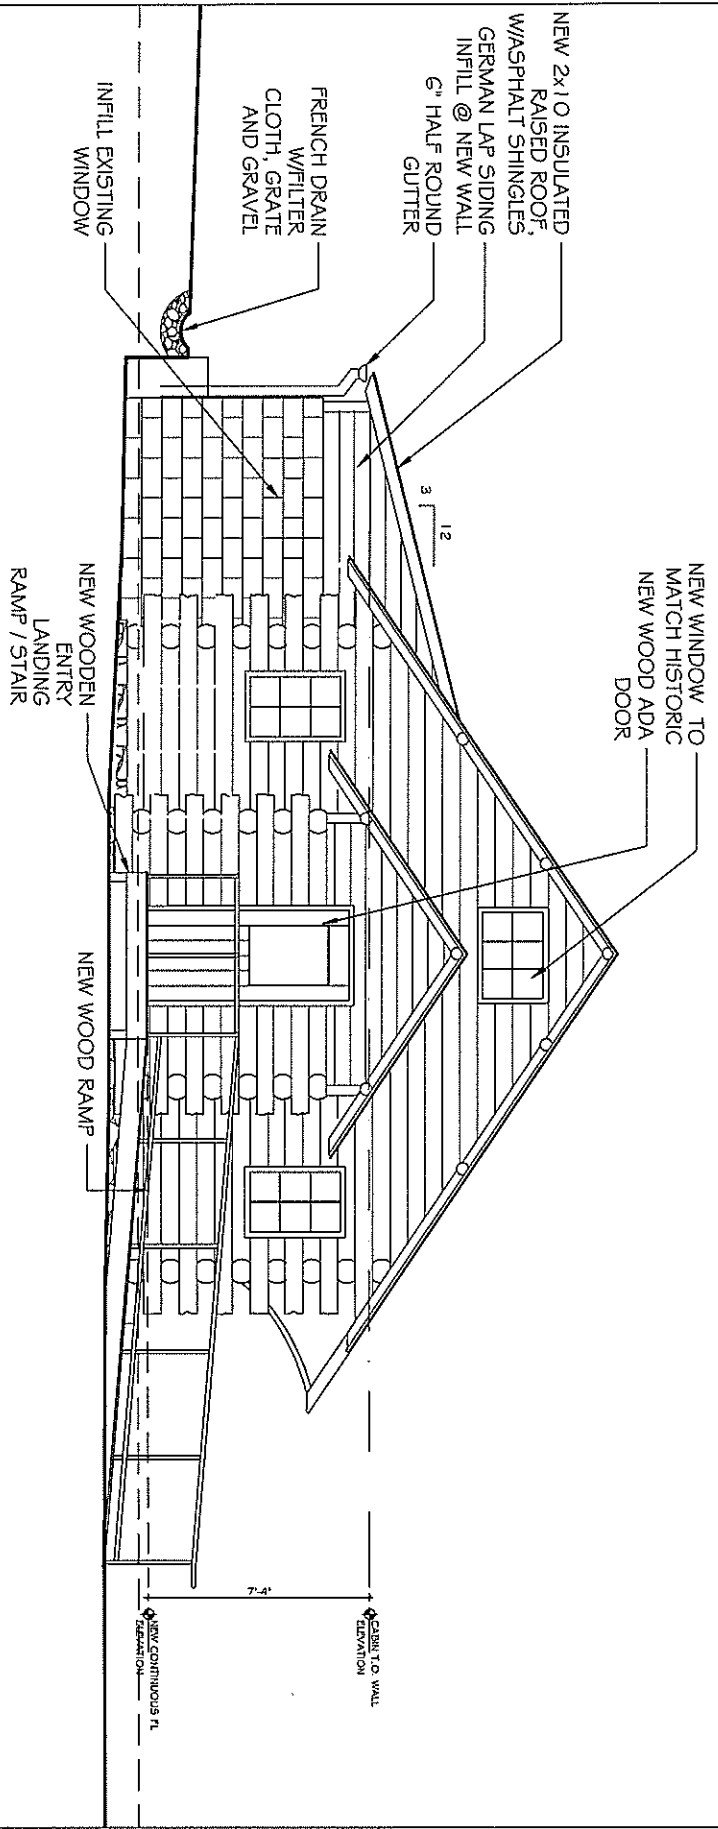 NEW 2x10 INSULATED
RAISED ROOF,
W/ASPHALT SHINGLES
GERMAN LAP SIDING
INFILL @ NEW WALL
6" HALF ROUND
GUTTER
FRENCH DRAIN
W/FILTER
CLOTH, GRATE
AND GRAVEL
INFILL EXISTING
WINDOW
3
12
NEW WINDOW TO
MATCH HISTORIC
NEW WOOD ADA
DOOR
NEW WOODEN
ENTRY
LANDING
RAMP / STAIR
NEW WOOD RAMP
7'-4"
CABIN T.O. WALL
ELEVATION
NEW CONTINUOUS FL
ELEVATION